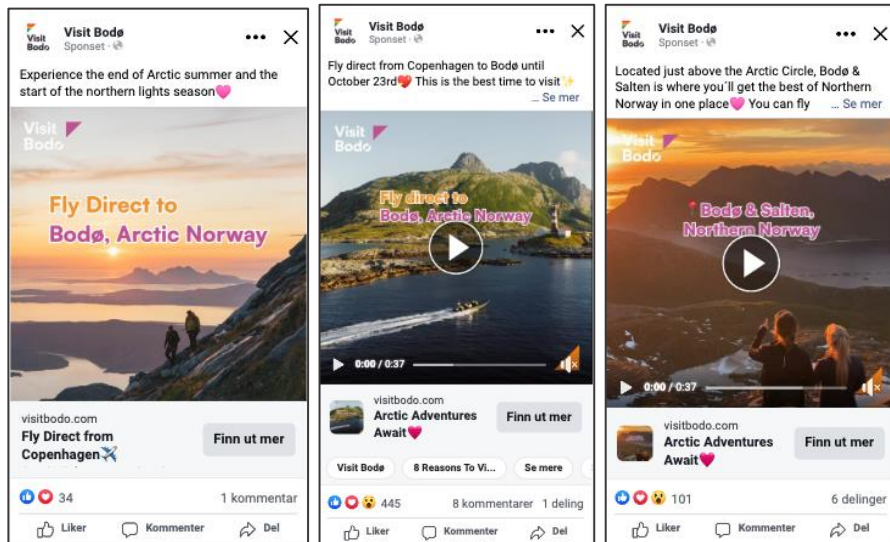 Visit
Bodø
Visit Bodø
Sponset ·
Experience the end of Arctic summer and the
start of the northern lights season🩷
Visit
Bodø
Fly Direct to
Bodø, Arctic Norway
visitbodo.com
Fly Direct from
Copenhagen✈️
Finn ut mer
34
1 kommentar
Liker
Kommenter
Del
Visit
Bodø
Visit Bodø
Sponset ·
Fly direct from Copenhagen to Bodø until
October 23rd💖 This is the best time to visit✨
... Se mer
Visit
Bodø
Fly direct to
Bodø, Arctic Norway
0:00 / 0:37
visitbodo.com
Arctic Adventures
Await💗
Finn ut mer
Visit Bodø
8 Reasons To Vi...
Se mere
445
8 kommentarer 1 deling
Liker
Kommenter
Del
Visit
Bodø
Visit Bodø
Sponset ·
Located just above the Arctic Circle, Bodø &
Salten is where you´ll get the best of Northern
Norway in one place🩷 You can fly ... Se mer
Visit
Bodø
📍Bodø & Salten,
Northern Norway
0:00 / 0:37
visitbodo.com
Arctic Adventures
Await💗
Finn ut mer
101
6 delinger
Liker
Kommenter
Del